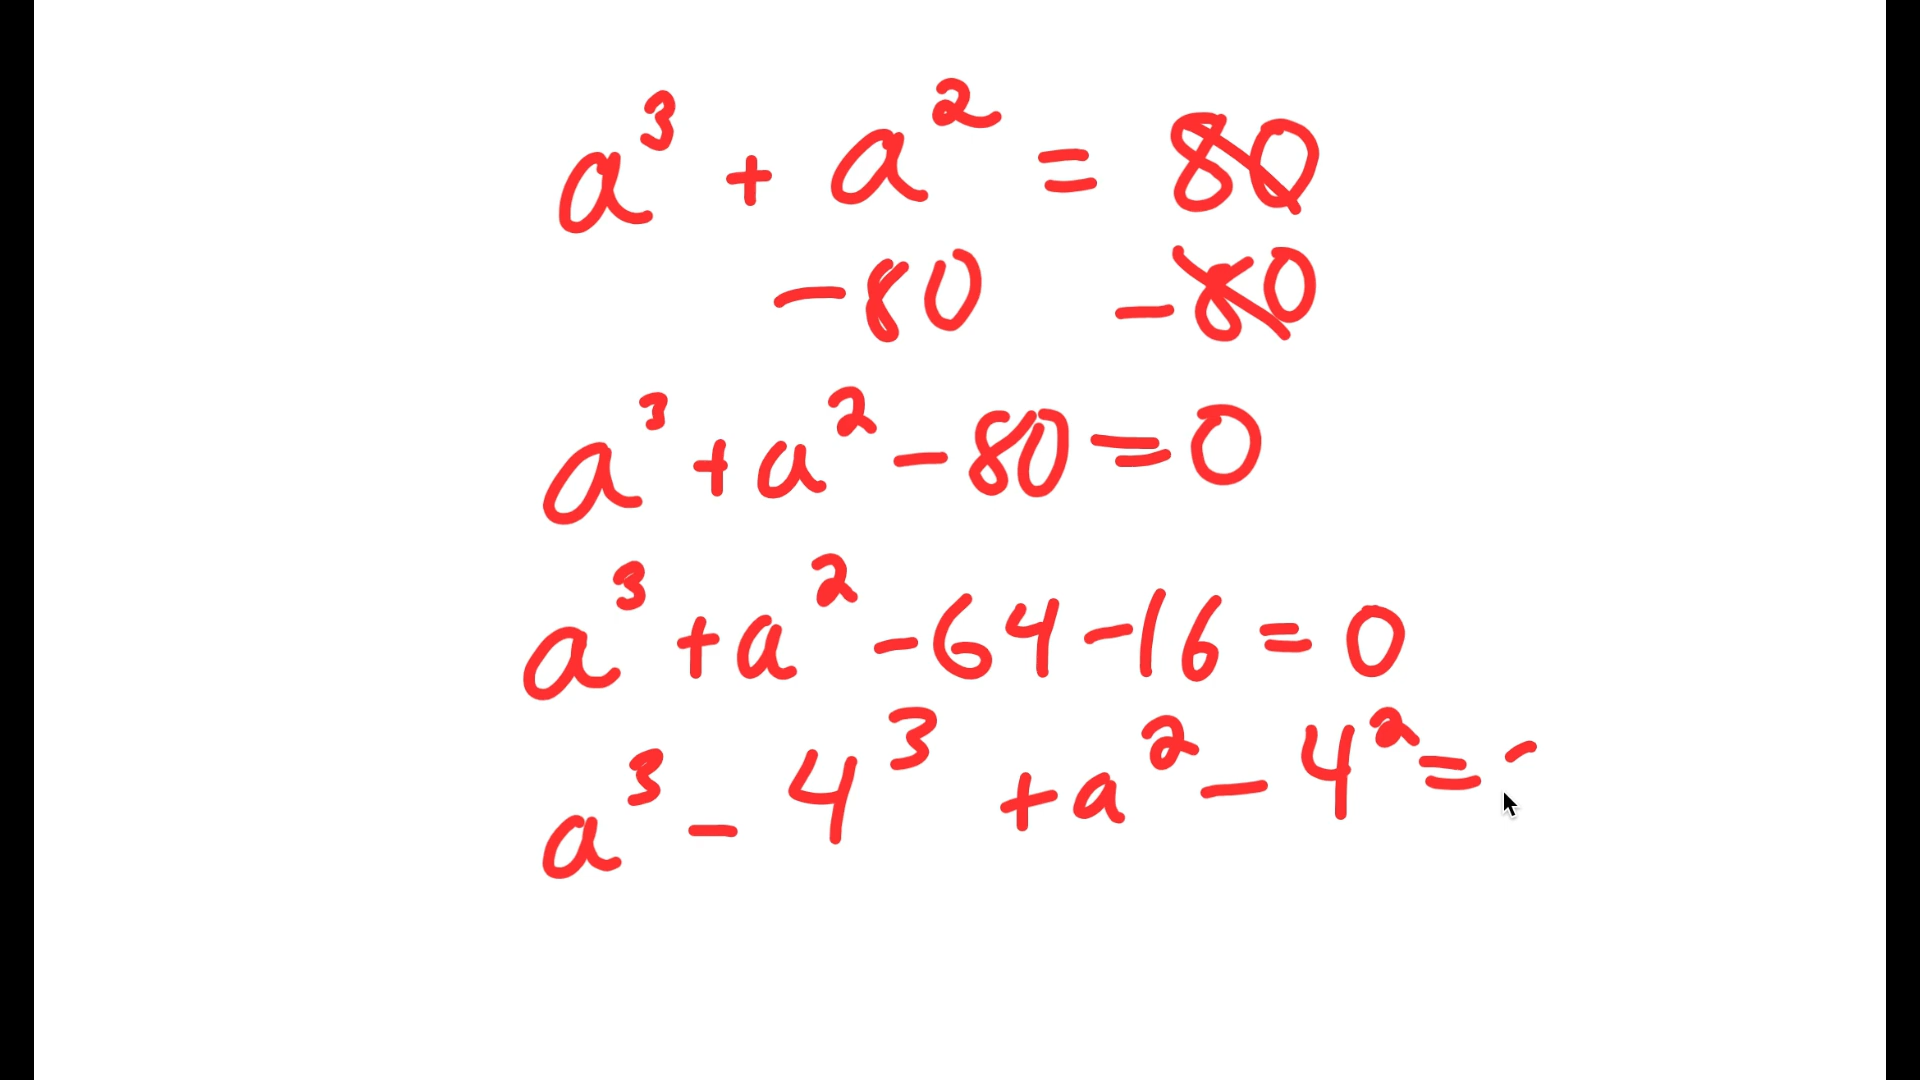 a³ + a² = 80
-80 -80
a³ + a² - 80 = 0
a³ + a² - 64 - 16 = 0
a³ - 4³ + a² - 4² =